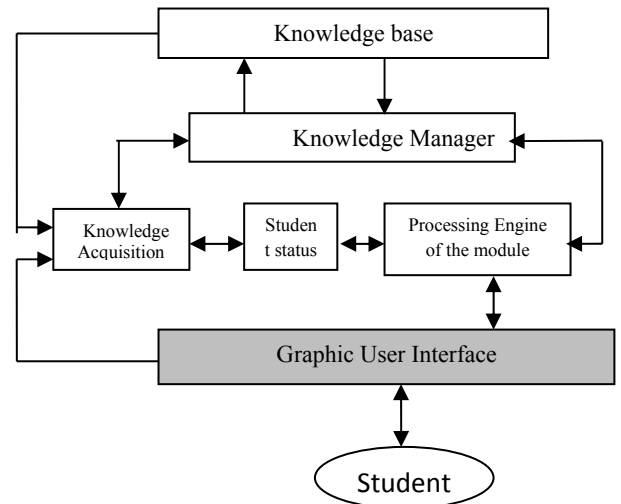 Knowledge base
Knowledge Manager
Knowledge
Acquisition
Studen
t status
Processing Engine
of the module
Graphic User Interface
Student